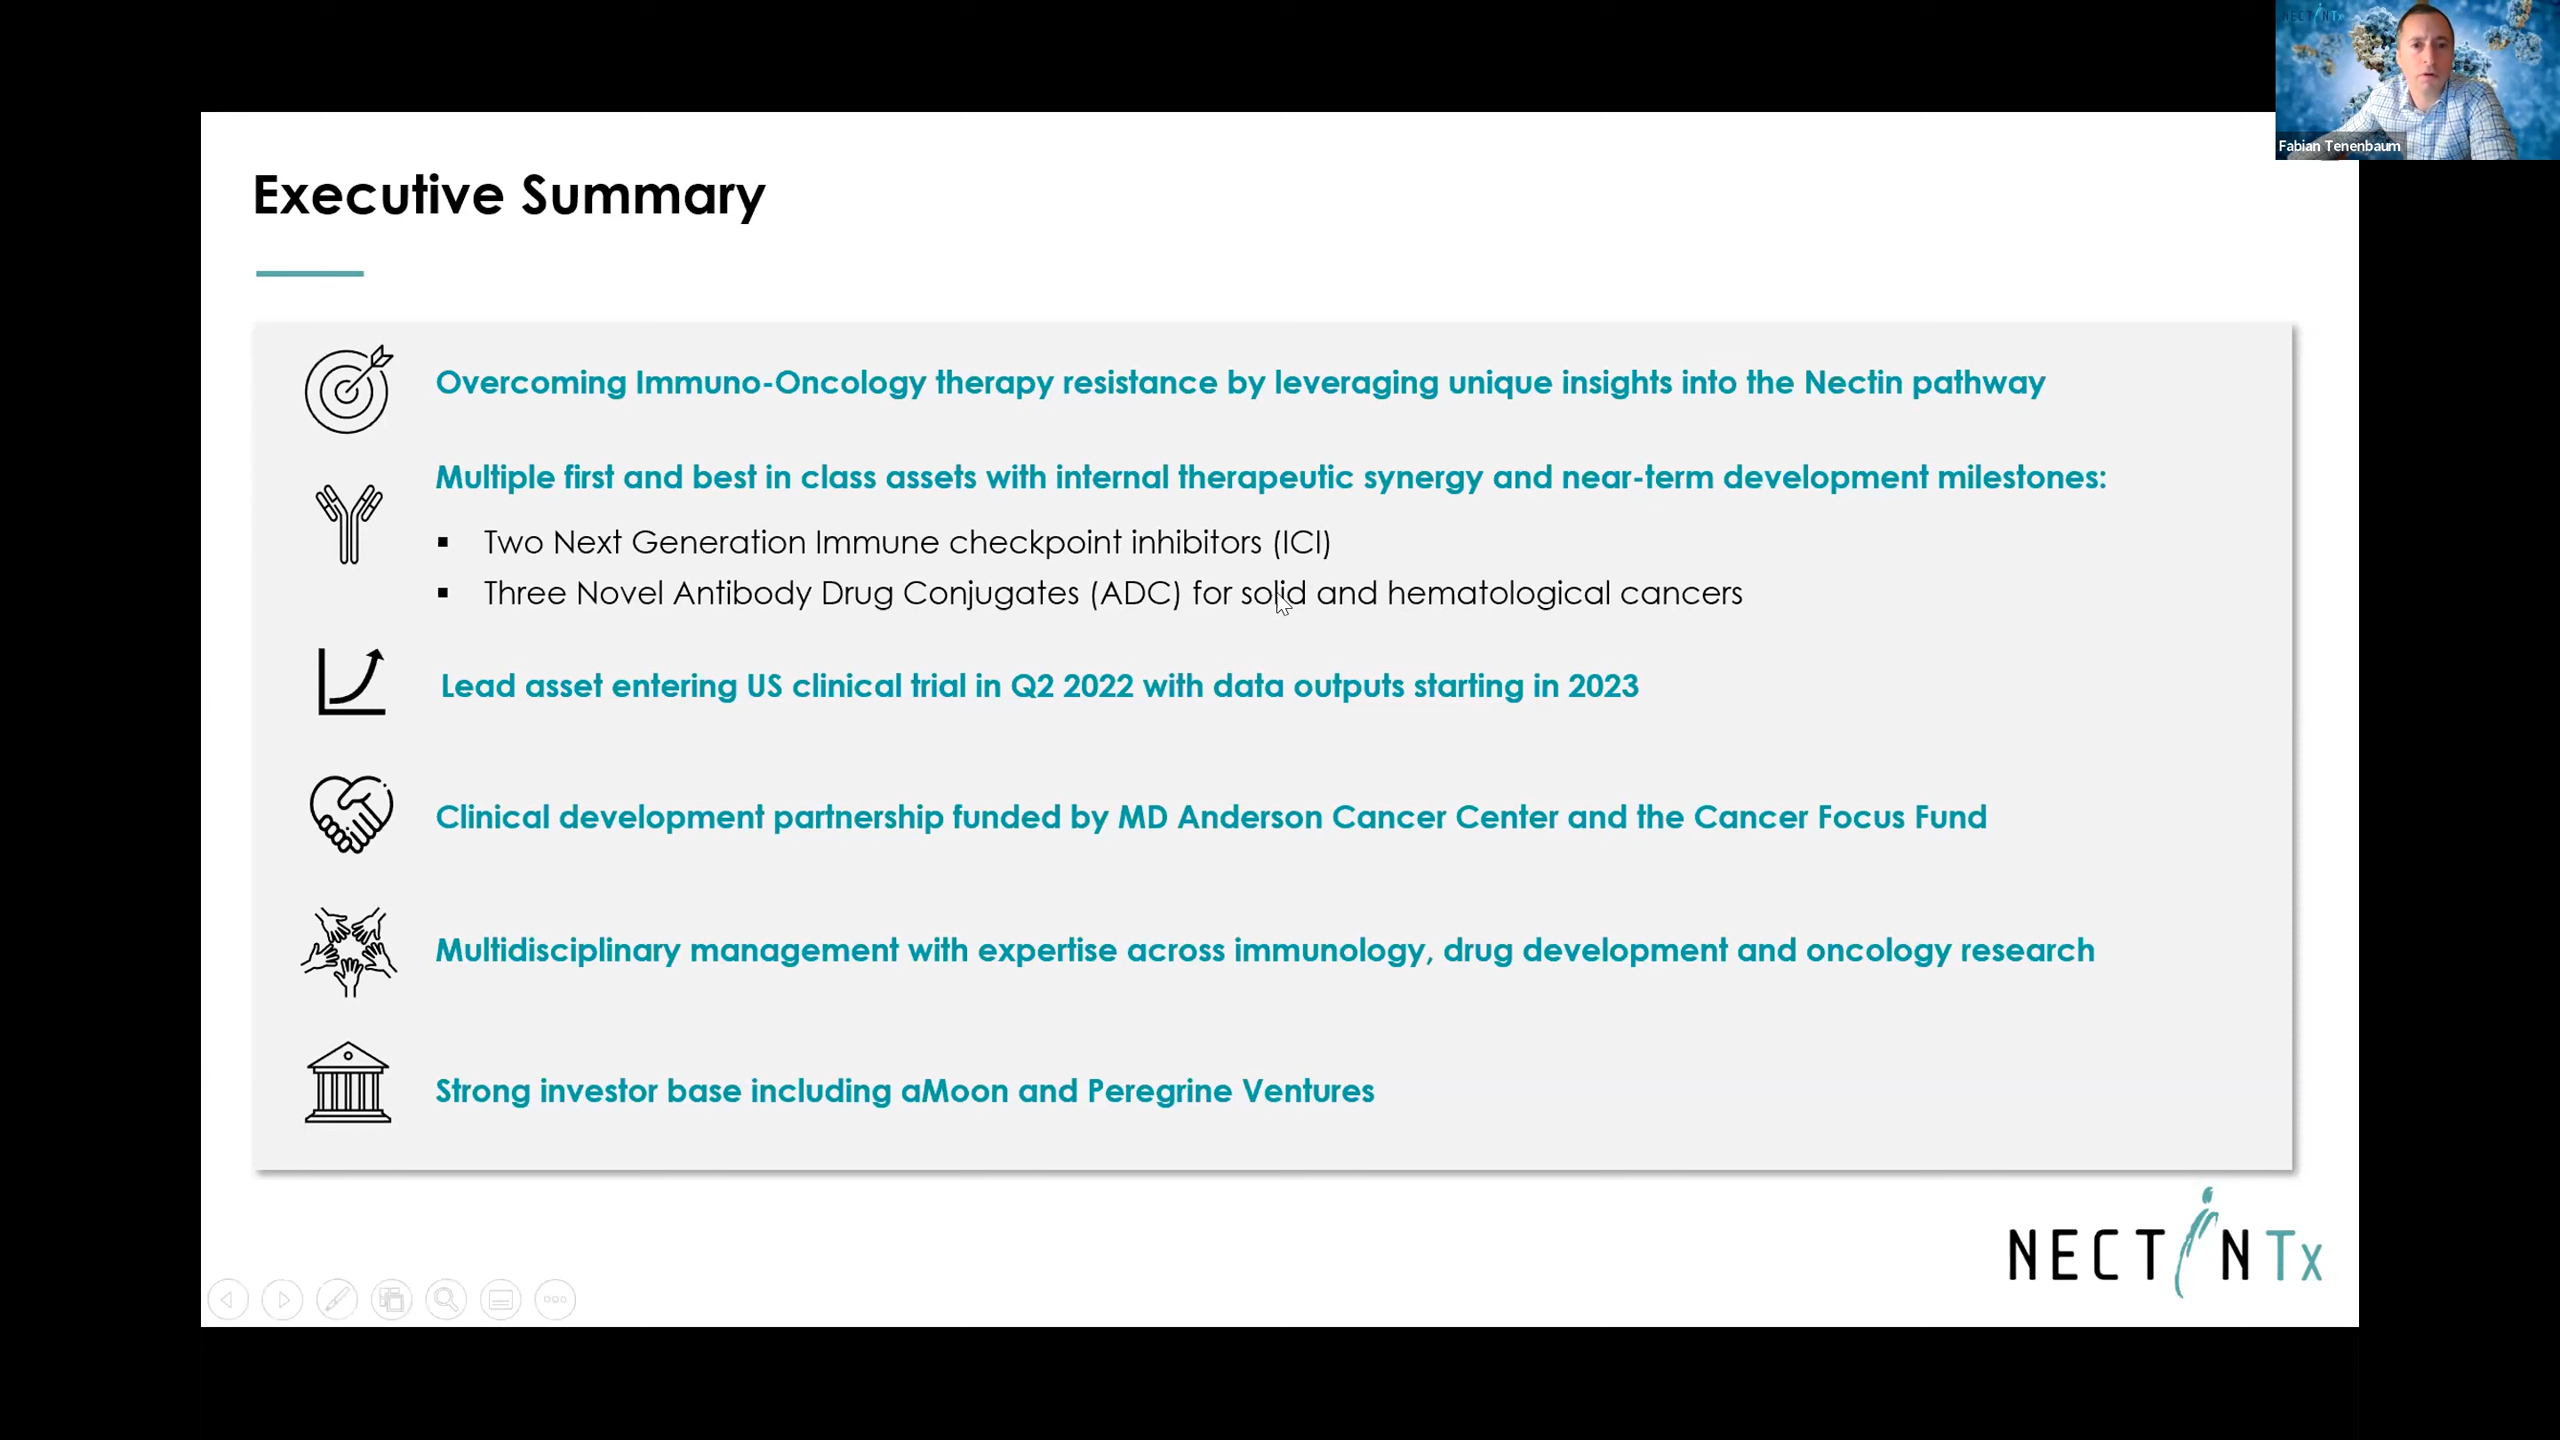 NECTINTx
Fabian Tenenbaum
Executive Summary
Overcoming Immuno-Oncology therapy resistance by leveraging unique insights into the Nectin pathway
Multiple first and best in class assets with internal therapeutic synergy and near-term development milestones:
▪ Two Next Generation Immune checkpoint inhibitors (ICI)
▪ Three Novel Antibody Drug Conjugates (ADC) for solid and hematological cancers
Lead asset entering US clinical trial in Q2 2022 with data outputs starting in 2023
Clinical development partnership funded by MD Anderson Cancer Center and the Cancer Focus Fund
Multidisciplinary management with expertise across immunology, drug development and oncology research
Strong investor base including aMoon and Peregrine Ventures
NECTiNTx